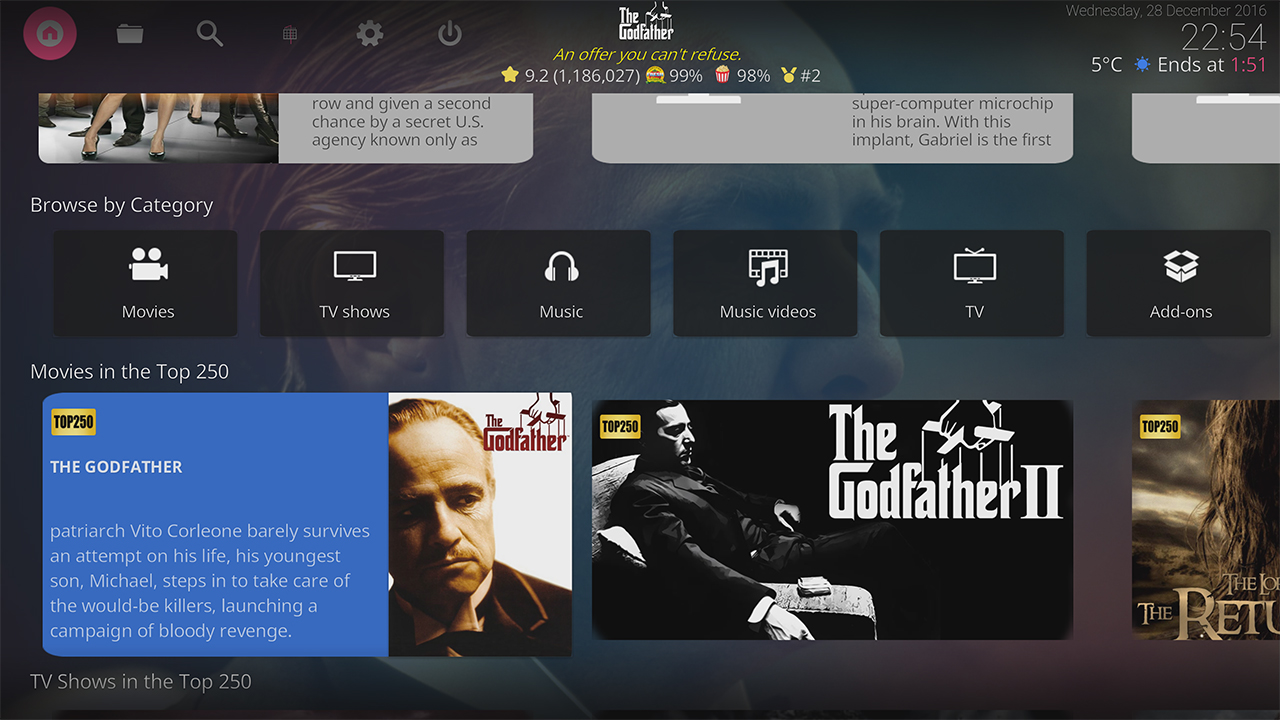 The
Godfather
An offer you can't refuse.
9.2 (1,186,027) 99% 98% #2
Wednesday, 28 December 2016
22:54
5°C Ends at 1:51
row and given a second
chance by a secret U.S.
agency known only as
super-computer microchip
in his brain. With this
implant, Gabriel is the first
Browse by Category
Movies
TV shows
Music
Music videos
TV
Add-ons
Movies in the Top 250
TOP250
THE GODFATHER
patriarch Vito Corleone barely survives
an attempt on his life, his youngest
son, Michael, steps in to take care of
the would-be killers, launching a
campaign of bloody revenge.
The
Godfather
TOP250
The
Godfather II
TOP250
THE LO
THE RETU
TV Shows in the Top 250